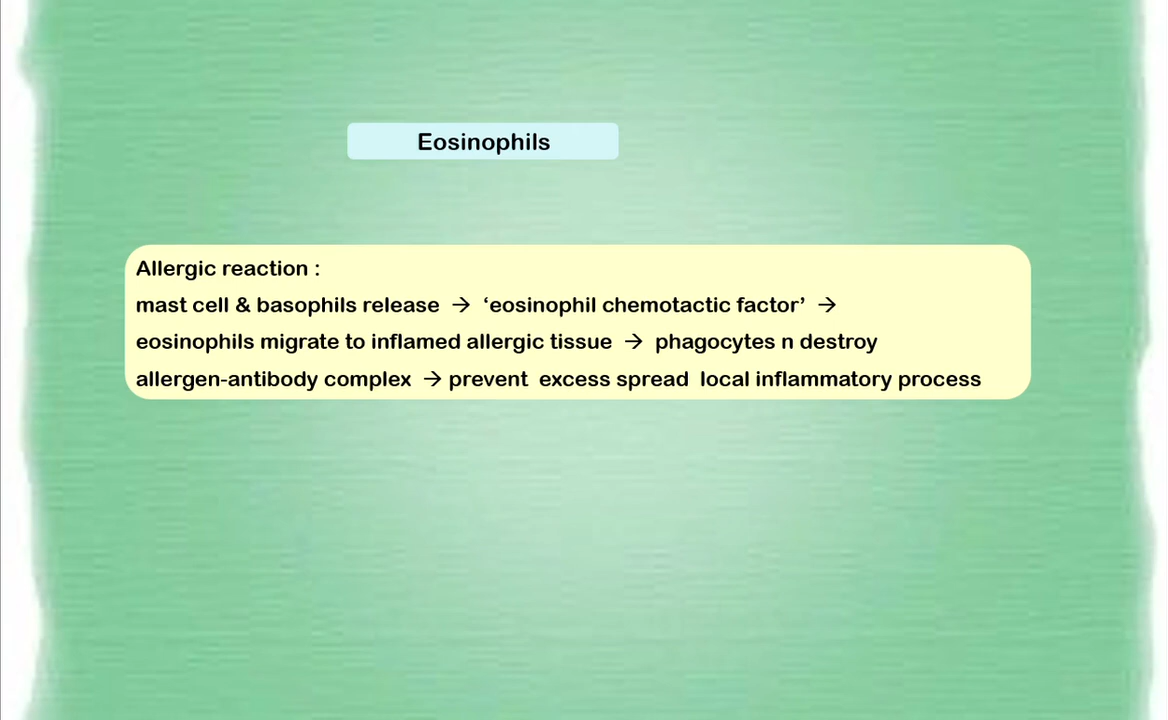 Eosinophils
Allergic reaction :
mast cell & basophils release → ‘eosinophil chemotactic factor’ →
eosinophils migrate to inflamed allergic tissue → phagocytes n destroy
allergen-antibody complex → prevent excess spread local inflammatory process